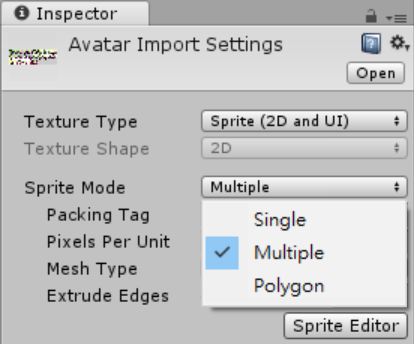 Inspector
Avatar Import Settings
Open
Texture Type Sprite (2D and UI)
Texture Shape 2D
Sprite Mode Multiple
Packing Tag
Single
Pixels Per Unit
Multiple
Mesh Type
Polygon
Extrude Edges
Sprite Editor